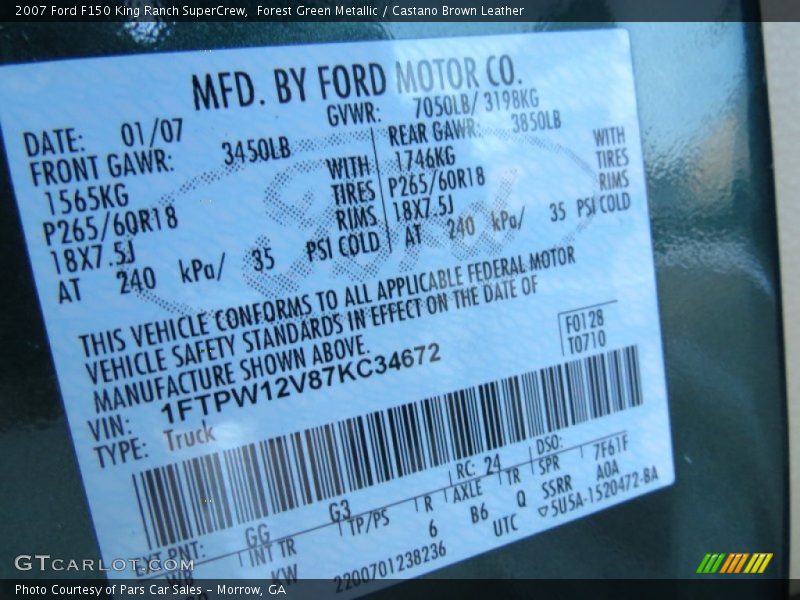 2007 Ford F150 King Ranch SuperCrew, Forest Green Metallic / Castano Brown Leather
MFD. BY FORD MOTOR CO.
DATE: 01/07 GVWR: 7050LB/ 3198KG
FRONT GAWR: 3450LB REAR GAWR: 3850LB
1565KG WITH 1746KG WITH
P265/60R18 TIRES P265/60R18 TIRES
18X7.5J RIMS 18X7.5J RIMS
AT 240 kPa/ 35 PSI COLD AT 240 kPa/ 35 PSI COLD
Ford
THIS VEHICLE CONFORMS TO ALL APPLICABLE FEDERAL MOTOR
VEHICLE SAFETY STANDARDS IN EFFECT ON THE DATE OF
MANUFACTURE SHOWN ABOVE.
F0128
T0710
VIN: 1FTPW12V87KC34672
TYPE: Truck
EXT PNT: GG G3 RC: 24 DSO: 7F61F
WB INT TR TP/PS R AXLE TR SPR A0A
KW 6 B6 Q SSRR
2200701238236 UTC ▽5U5A-1520472-BA
GTCARLOT.COM
Photo Courtesy of Pars Car Sales - Morrow, GA